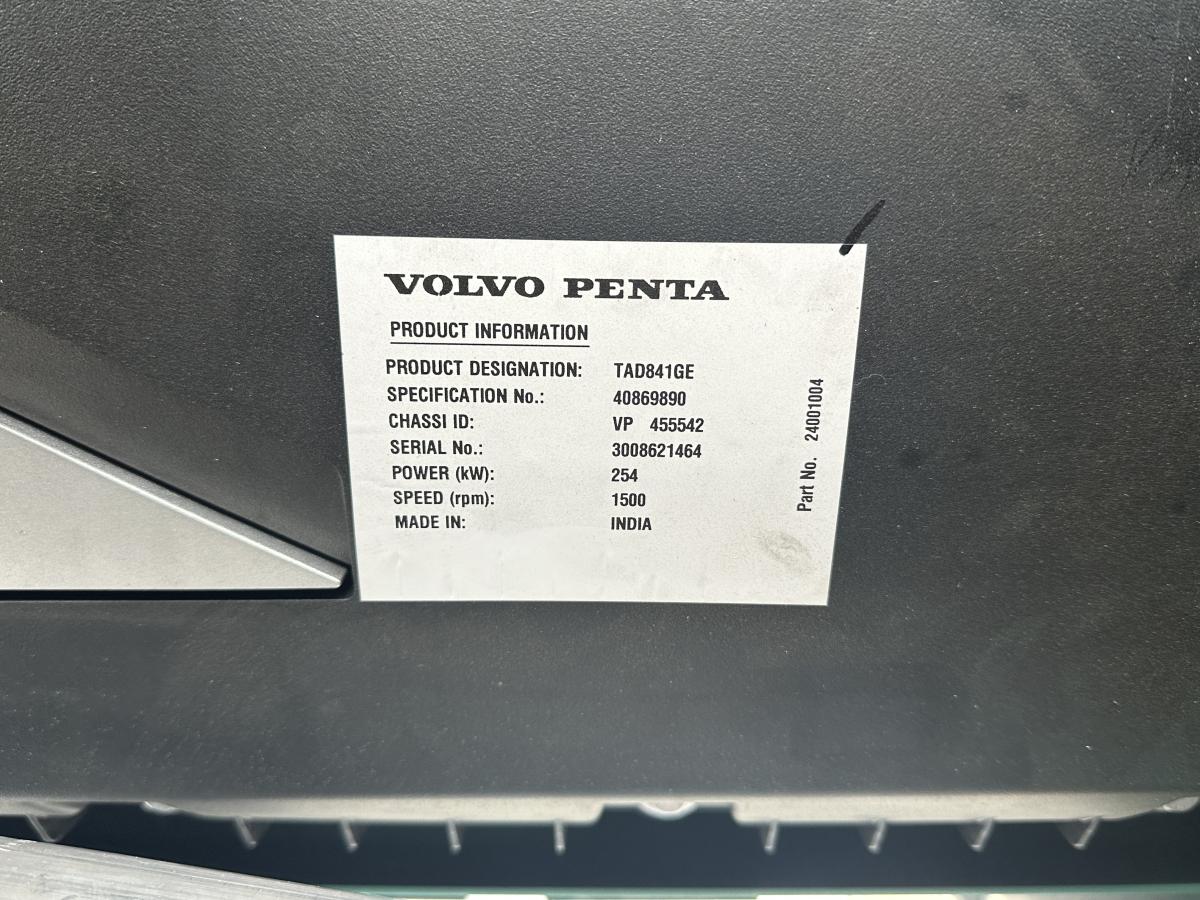 VOLVO PENTA
PRODUCT INFORMATION
PRODUCT DESIGNATION: TAD841GE
SPECIFICATION No.: 40869890
CHASSI ID: VP 455542
SERIAL No.: 3008621464
POWER (kW): 254
SPEED (rpm): 1500
MADE IN: INDIA
Part No. 24001004